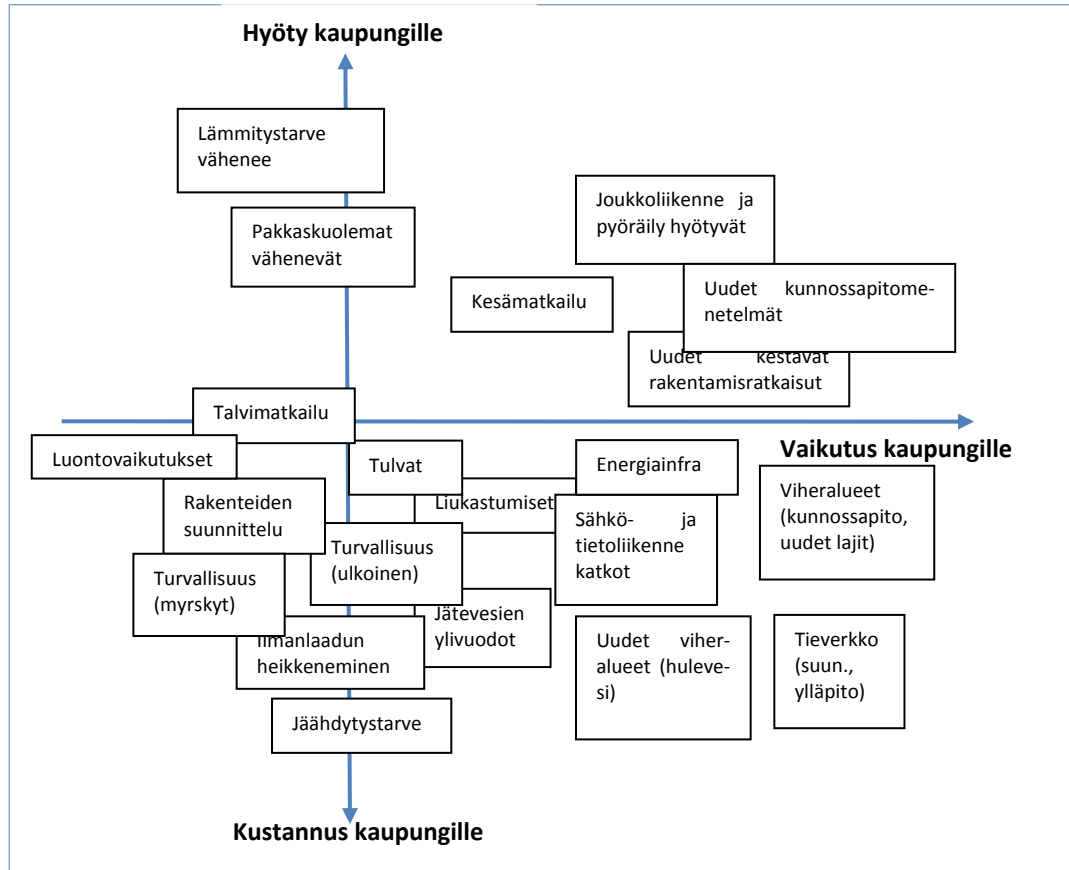 Hyöty kaupungille
Lämmitystarve
vähenee
Joukkoliikenne ja
pyöräily hyötyvät
Pakkaskuolemat
vähenevät
Kesämatkailu
Uudet kunnossapitome-
netelmät
Uudet kestävät
rakentamisratkaisut
Talvimatkailu
Vaikutus kaupungille
Luontovaikutukset
Tulvat
Energiainfra
Viheralueet
(kunnossapito,
uudet lajit)
Rakenteiden
suunnittelu
Liukastumiset
Sähkö- ja
tietoliikenne
katkot
Turvallisuus
(ulkoinen)
Turvallisuus
(myrskyt)
Jätevesien
ylivuodot
Ilmanlaadun
heikkeneminen
Uudet viher-
alueet (huleve-
si)
Tieverkko
(suun.,
ylläpito)
Jäähdytystarve
Kustannus kaupungille